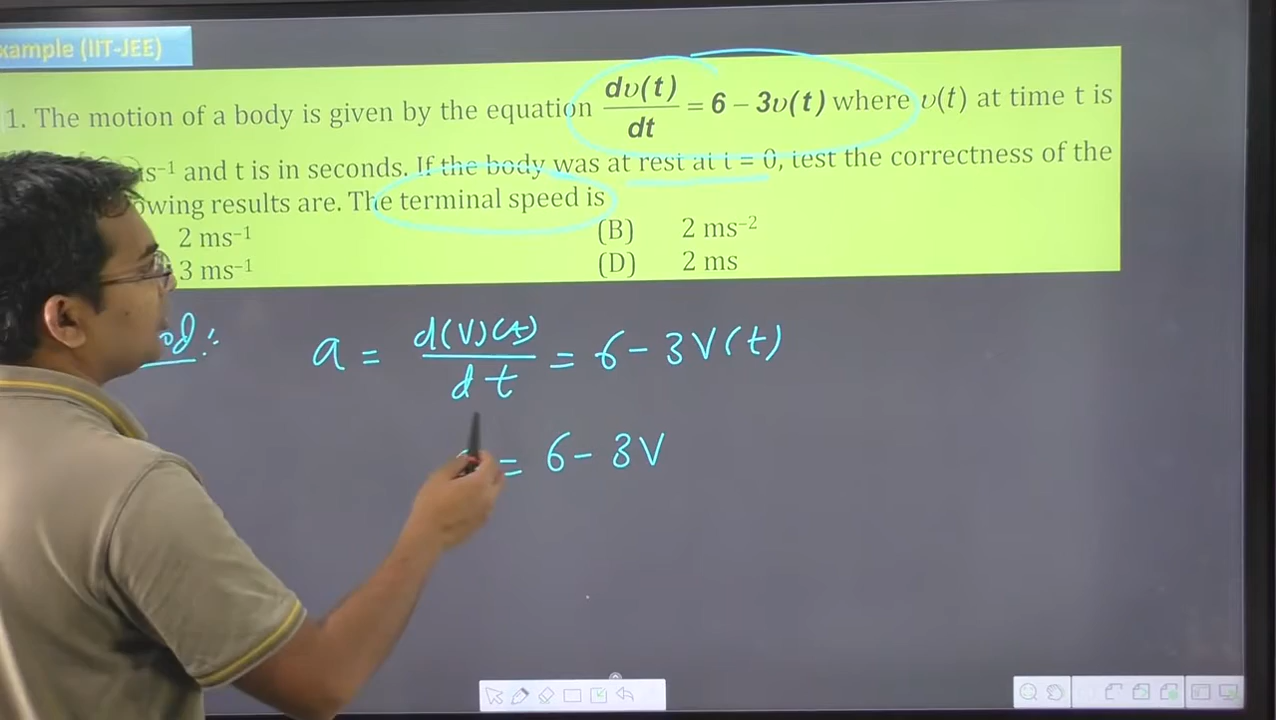 xample (IIT-JEE)
1. The motion of a body is given by the equation dυ(t)/dt = 6 – 3υ(t) where υ(t) at time t is
s⁻¹ and t is in seconds. If the body was at rest at t = 0, test the correctness of the
owing results are. The terminal speed is
2 ms⁻¹ (B) 2 ms⁻²
3 ms⁻¹ (D) 2 ms
od :-
a = d(V)(t)/dt = 6 - 3V(t)
= 6 - 3V